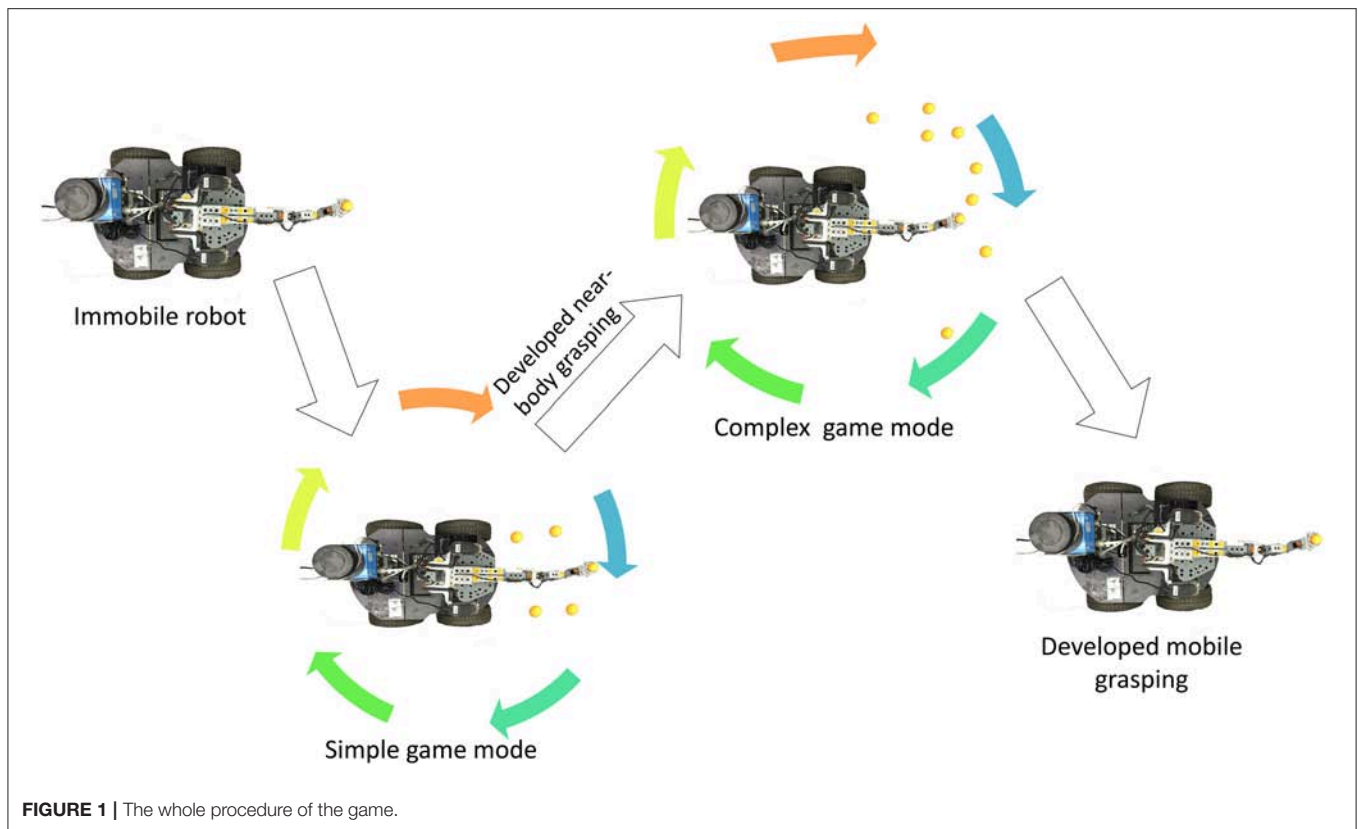 Immobile robot
Developed near-
body grasping
Complex game mode
Simple game mode
Developed mobile
grasping
FIGURE 1 | The whole procedure of the game.